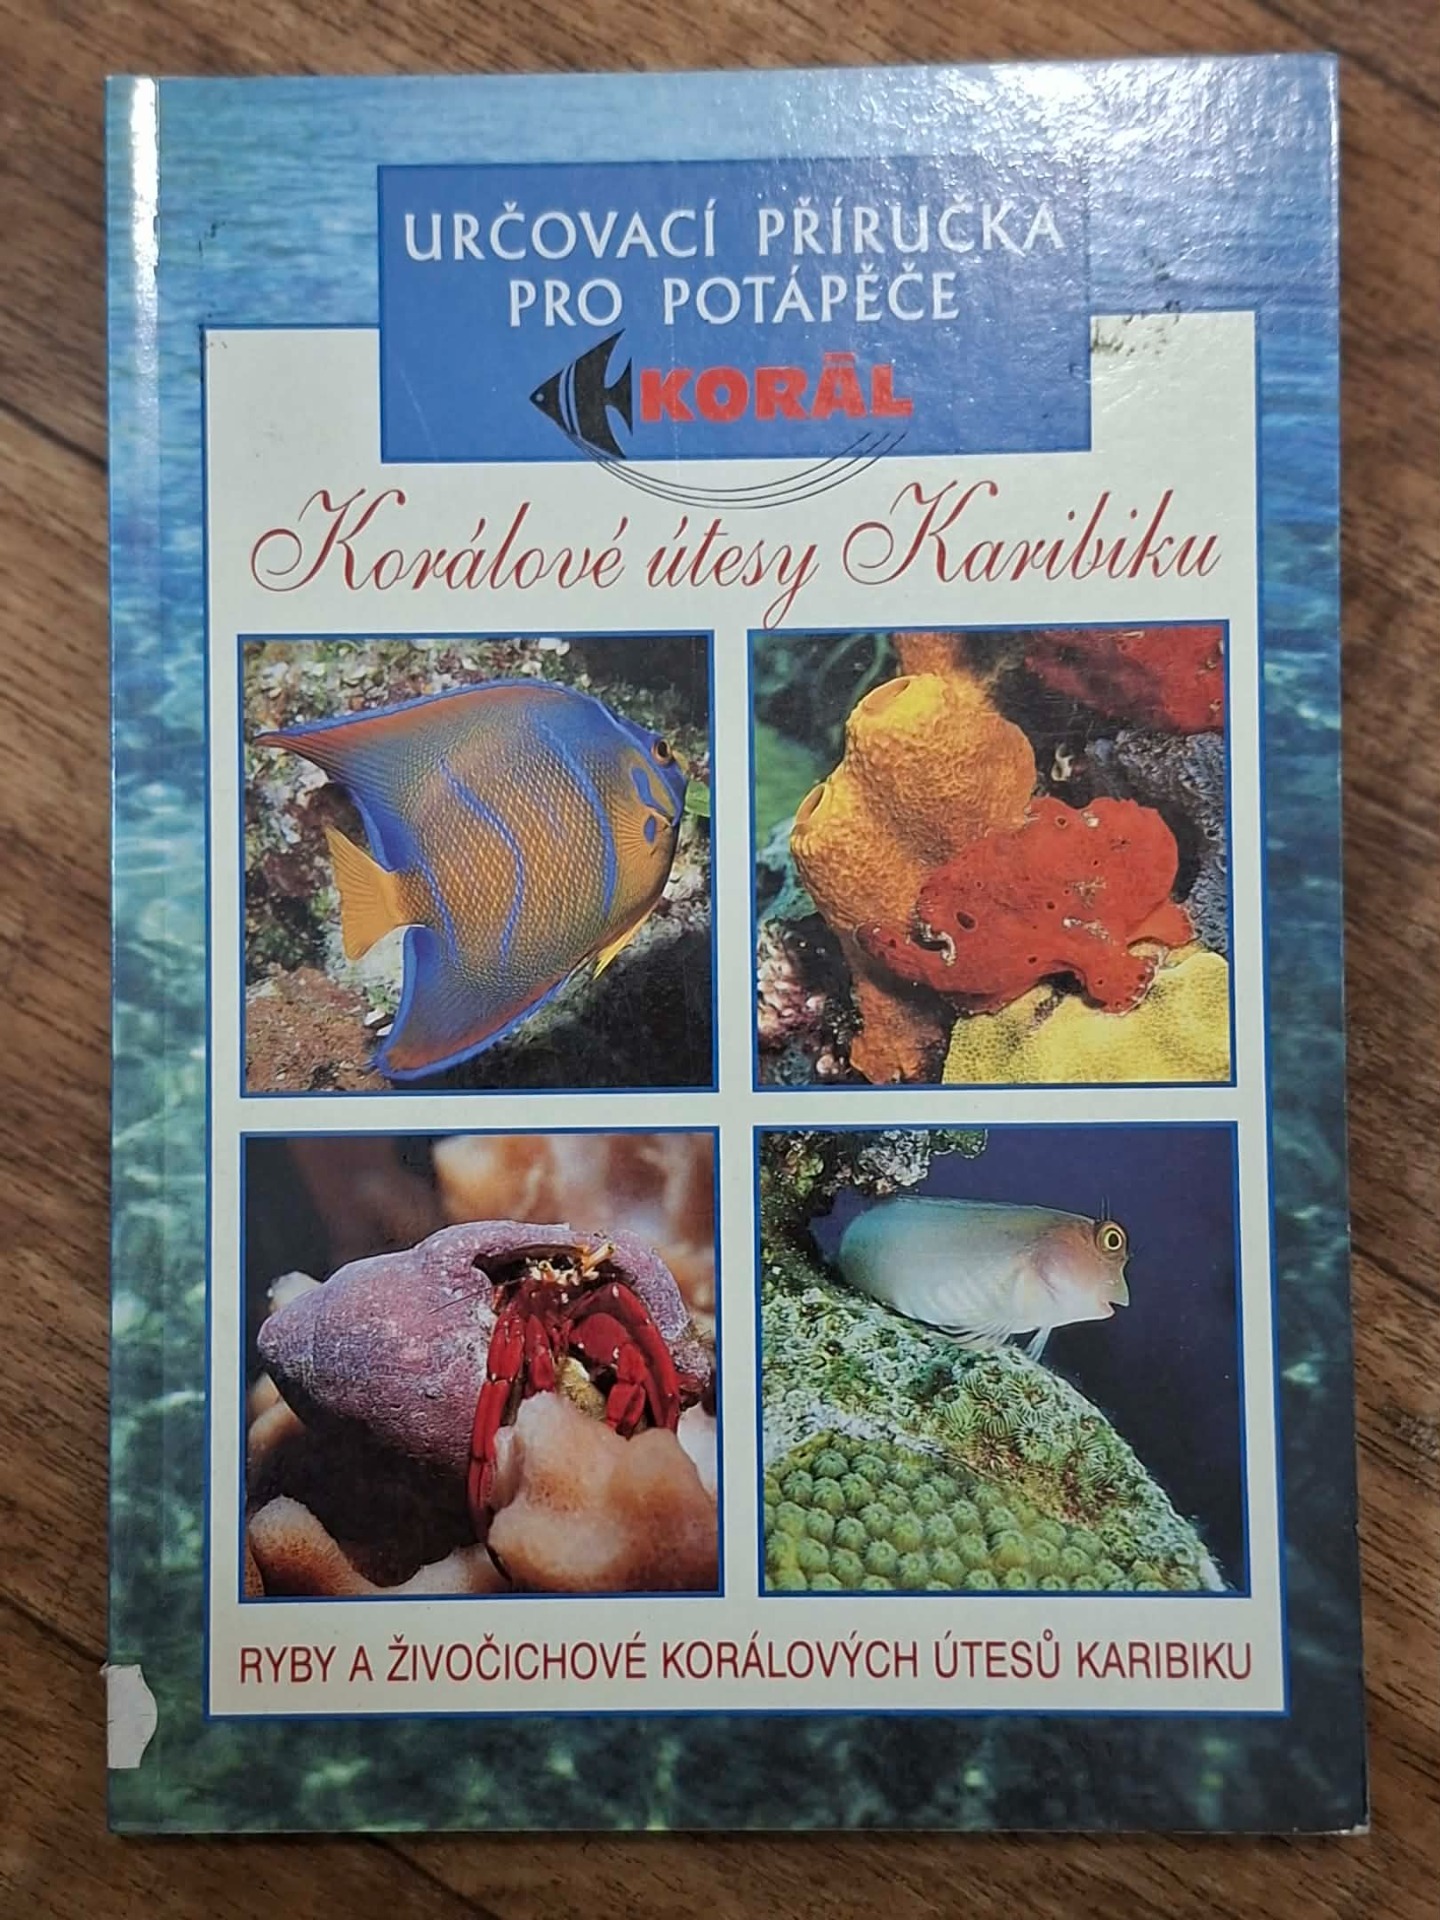 URČOVACÍ PŘÍRUČKA
PRO POTÁPĚČE
KORÁL
Korálové útesy Karibiku
RYBY A ŽIVOČICHOVÉ KORÁLOVÝCH ÚTESŮ KARIBIKU